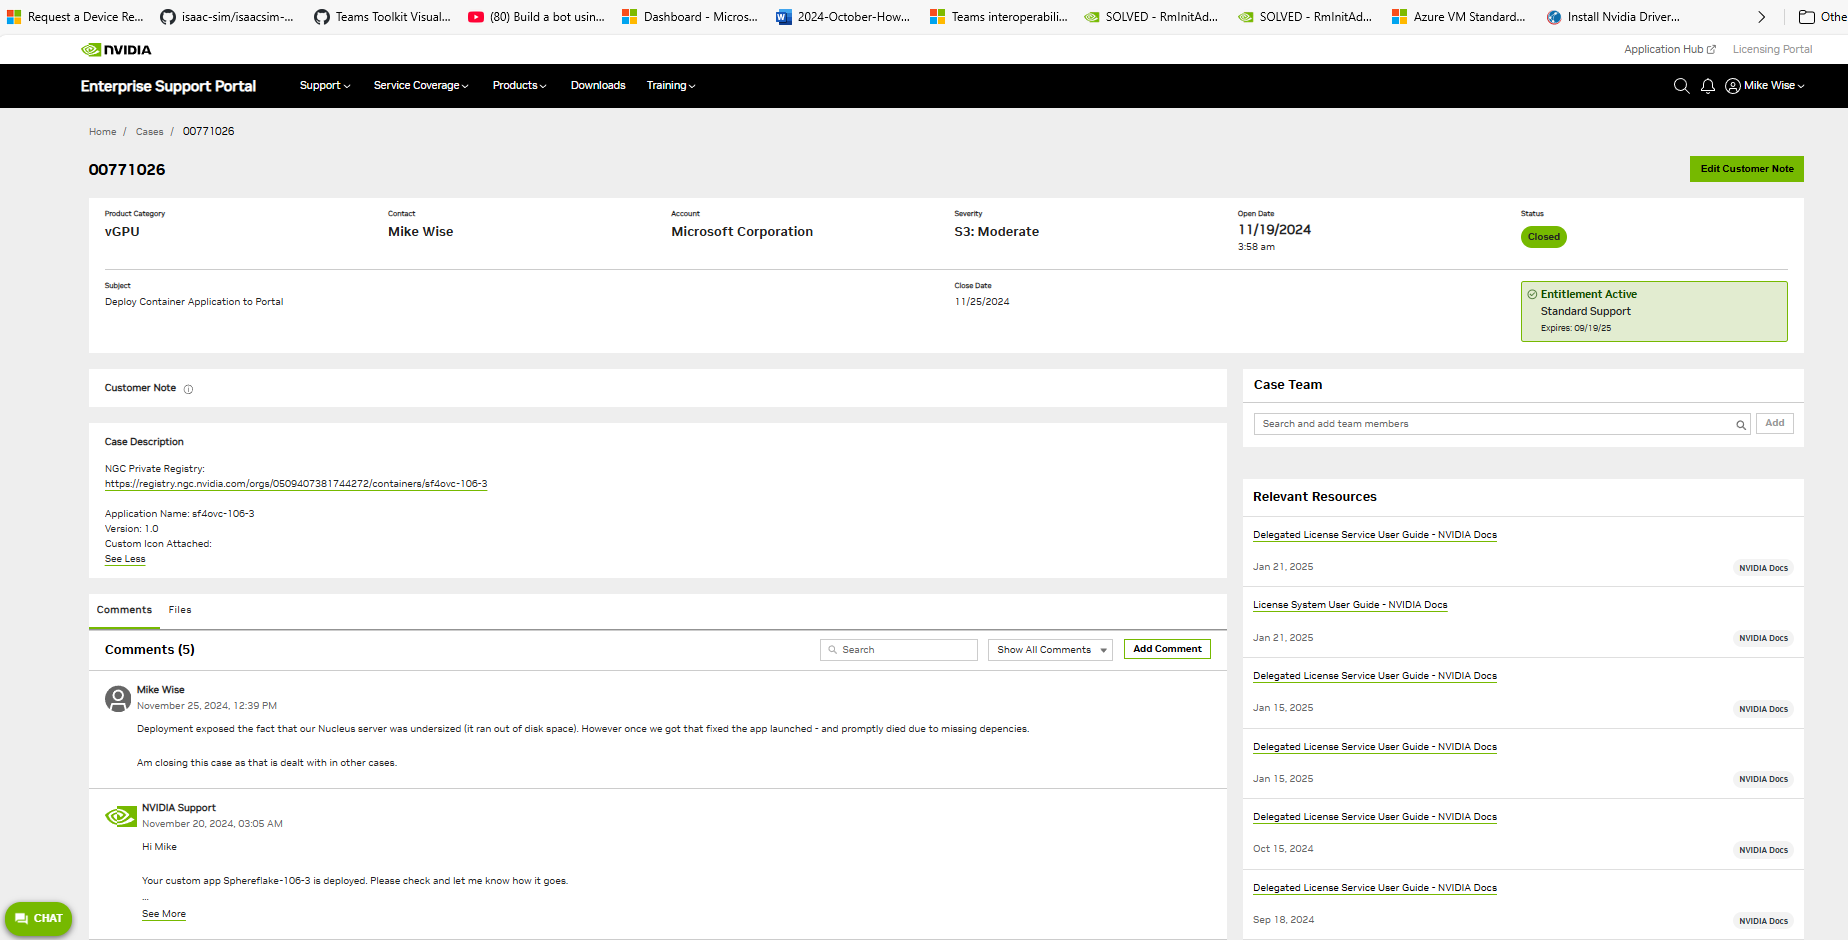 Request a Device Re...
isaac-sim/isaacsim-...
Teams Toolkit Visual...
(80) Build a bot usin...
Dashboard - Micros...
2024-October-How...
Teams interoperabili...
SOLVED - RmInitAd...
SOLVED - RmInitAd...
Azure VM Standard...
Install Nvidia Driver...
Othe
NVIDIA
Application Hub
Licensing Portal
Enterprise Support Portal
Support
Service Coverage
Products
Downloads
Training
Mike Wise
Home / Cases / 00771026
00771026
Edit Customer Note
Product Category
vGPU
Contact
Mike Wise
Account
Microsoft Corporation
Severity
S3: Moderate
Open Date
11/19/2024
3:58 am
Status
Closed
Subject
Deploy Container Application to Portal
Close Date
11/25/2024
Entitlement Active
Standard Support
Expires: 09/19/25
Customer Note
Case Description
NGC Private Registry:
https://registry.ngc.nvidia.com/orgs/0509407381744272/containers/sf4ovc-106-3
Application Name: sf4ovc-106-3
Version: 1.0
Custom Icon Attached:
See Less
Comments
Files
Comments (5)
Search
Show All Comments
Add Comment
Mike Wise
November 25, 2024, 12:39 PM
Deployment exposed the fact that our Nucleus server was undersized (it ran out of disk space). However once we got that fixed the app launched - and promptly died due to missing depencies.
Am closing this case as that is dealt with in other cases.
NVIDIA Support
November 20, 2024, 03:05 AM
Hi Mike
Your custom app Sphereflake-106-3 is deployed. Please check and let me know how it goes.
...
See More
CHAT
Case Team
Search and add team members
Add
Relevant Resources
Delegated License Service User Guide - NVIDIA Docs
Jan 21, 2025
NVIDIA Docs
License System User Guide - NVIDIA Docs
Jan 21, 2025
NVIDIA Docs
Delegated License Service User Guide - NVIDIA Docs
Jan 15, 2025
NVIDIA Docs
Delegated License Service User Guide - NVIDIA Docs
Jan 15, 2025
NVIDIA Docs
Delegated License Service User Guide - NVIDIA Docs
Oct 15, 2024
NVIDIA Docs
Delegated License Service User Guide - NVIDIA Docs
Sep 18, 2024
NVIDIA Docs